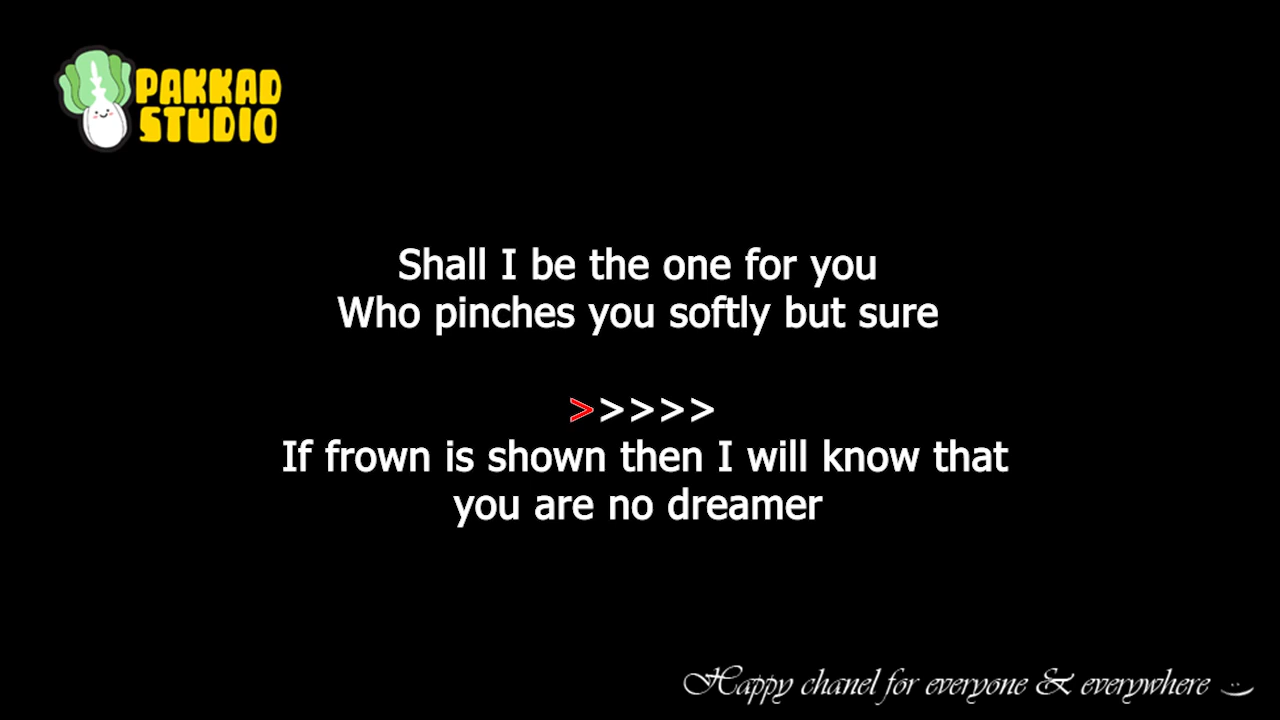 PAKKAD
STUDIO
Shall I be the one for you
Who pinches you softly but sure
>>>>>
If frown is shown then I will know that
you are no dreamer
Happy chanel for everyone & everywhere :)